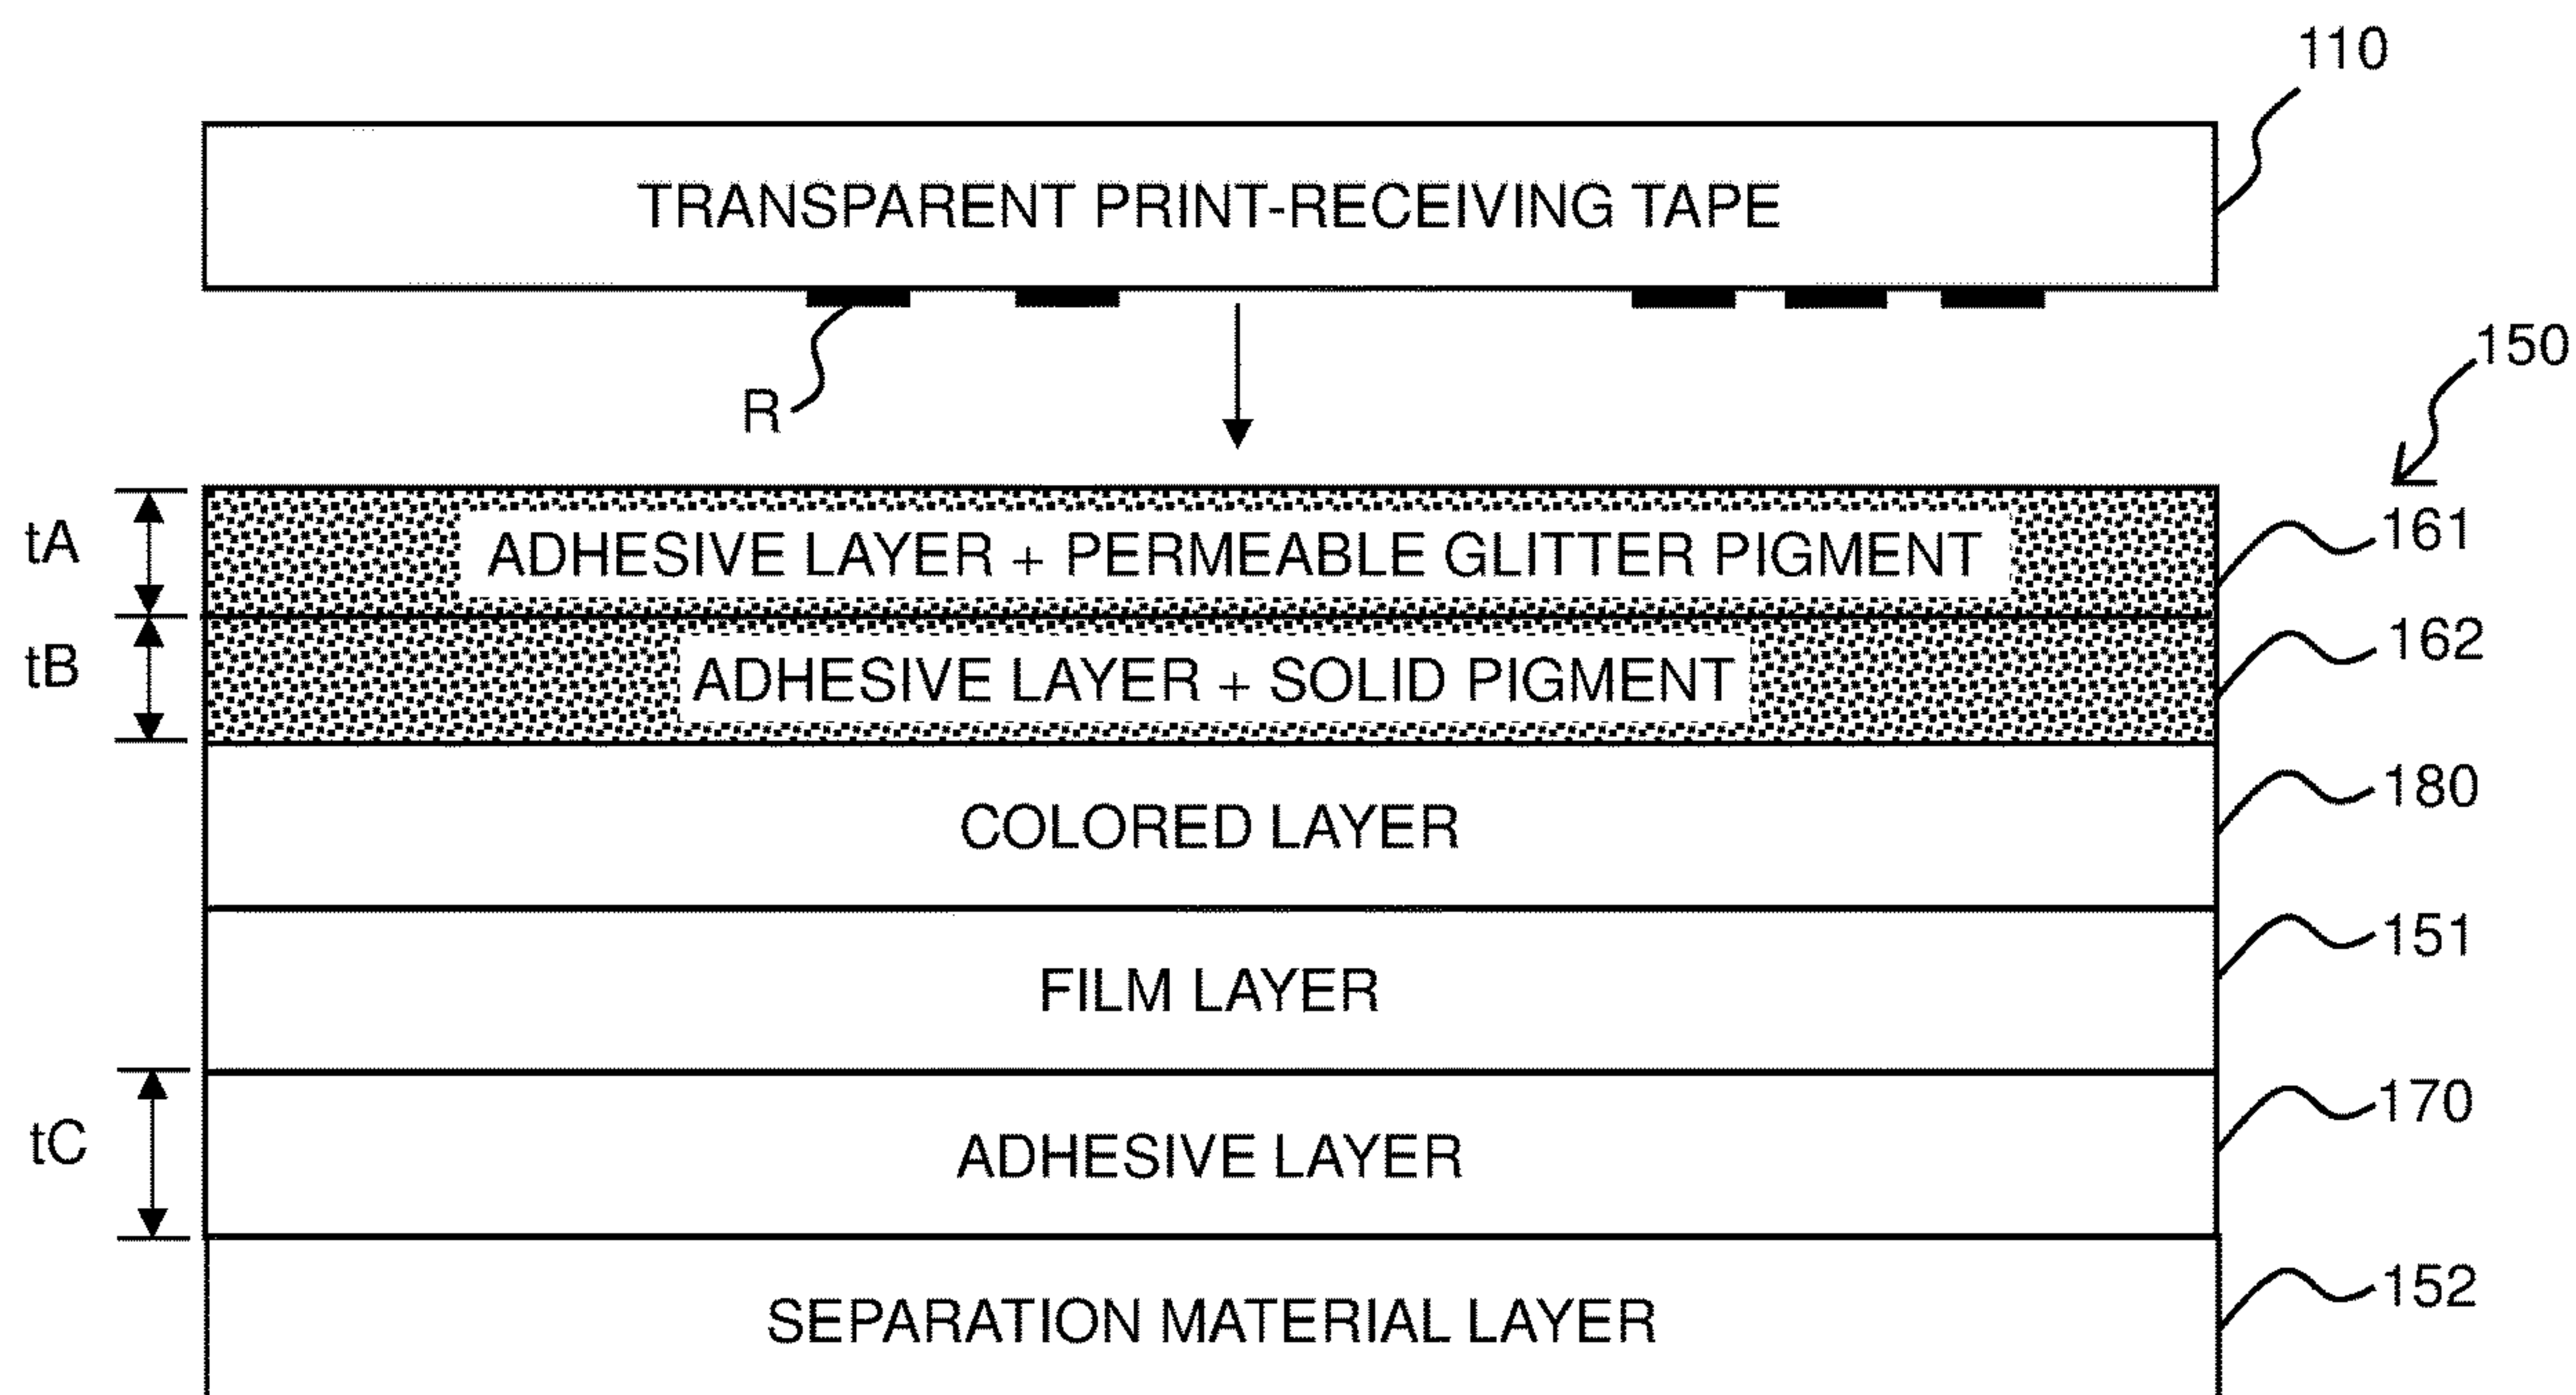 110
TRANSPARENT PRINT-RECEIVING TAPE
R
150
tA
ADHESIVE LAYER + PERMEABLE GLITTER PIGMENT
161
tB
ADHESIVE LAYER + SOLID PIGMENT
162
COLORED LAYER
180
FILM LAYER
151
tC
ADHESIVE LAYER
170
SEPARATION MATERIAL LAYER
152